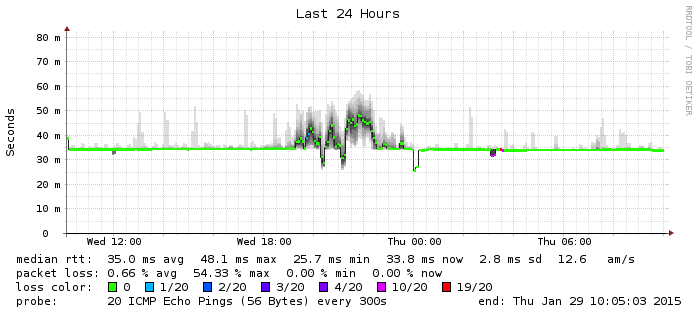 Last 24 Hours
RRDTOOL / TOBI OETIKER
Seconds
80 m
70 m
60 m
50 m
40 m
30 m
20 m
10 m
0
Wed 12:00 Wed 18:00 Thu 00:00 Thu 06:00
median rtt: 35.0 ms avg 48.1 ms max 25.7 ms min 33.8 ms now 2.8 ms sd 12.6 am/s
packet loss: 0.66 % avg 54.33 % max 0.00 % min 0.00 % now
loss color: 0 1/20 2/20 3/20 4/20 10/20 19/20
probe: 20 ICMP Echo Pings (56 Bytes) every 300s end: Thu Jan 29 10:05:03 2015